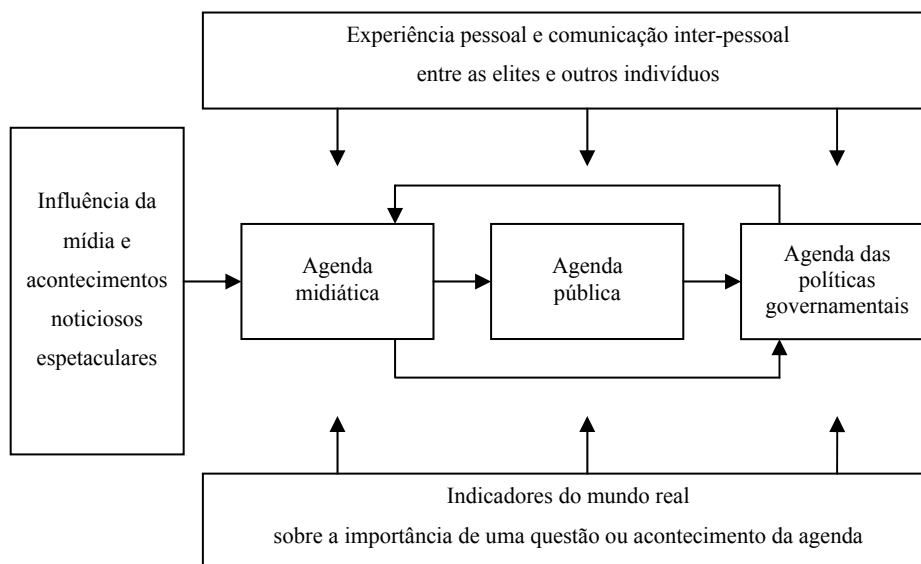 Experiência pessoal e comunicação inter-pessoal
entre as elites e outros indivíduos
Influência da
mídia e
acontecimentos
noticiosos
espetaculares
Agenda
midiática
Agenda
pública
Agenda das
políticas
governamentais
Indicadores do mundo real
sobre a importância de uma questão ou acontecimento da agenda